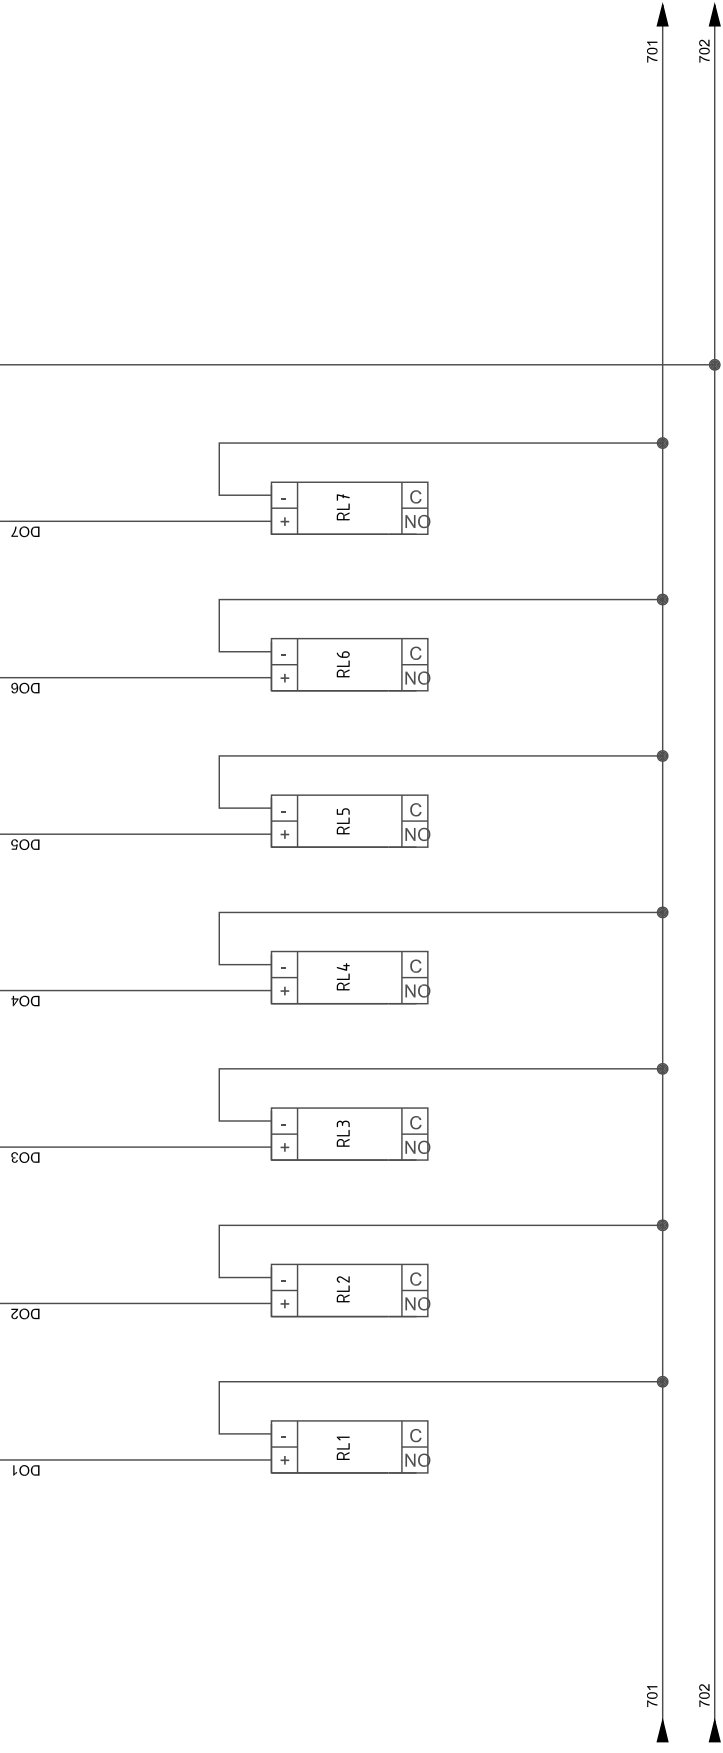 701
702
-
+
RL7
C
NO
DO7
-
+
RL6
C
NO
DO6
-
+
RL5
C
NO
DO5
-
+
RL4
C
NO
DO4
-
+
RL3
C
NO
DO3
-
+
RL2
C
NO
DO2
-
+
RL1
C
NO
DO1
701
702